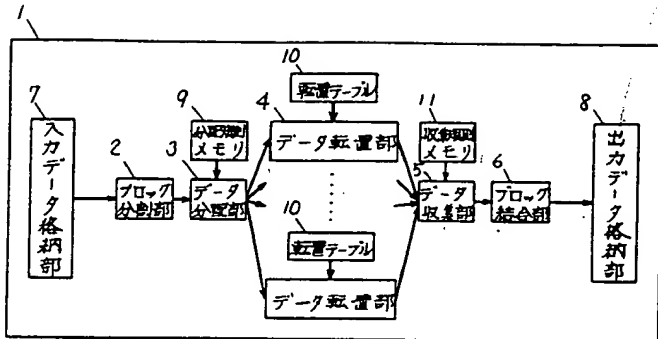 1
7
入力データ格納部
2
ブロック
分割部
9
分配規則
メモリ
3
データ
分配部
10
転置テーブル
4
データ転置部
10
転置テーブル
データ転置部
11
収集規則
メモリ
5
データ
収集部
6
ブロック
結合部
8
出力データ格納部